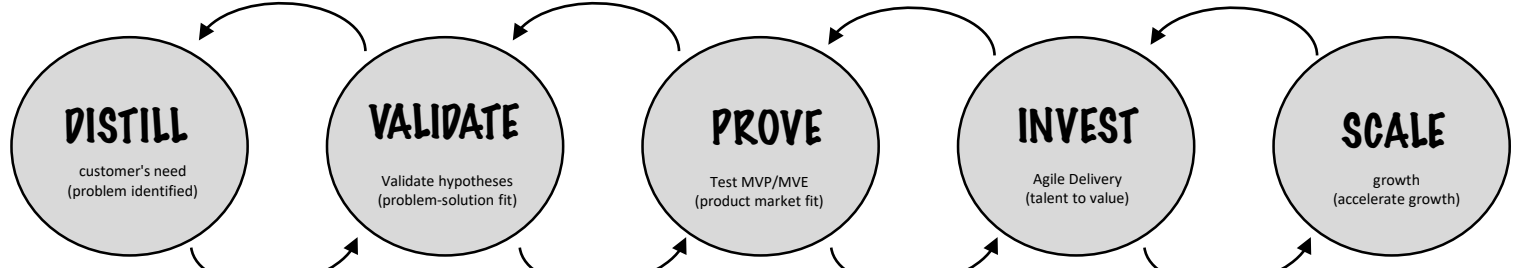 DISTILL
customer's need
(problem identified)
VALIDATE
Validate hypotheses
(problem-solution fit)
PROVE
Test MVP/MVE
(product market fit)
INVEST
Agile Delivery
(talent to value)
SCALE
growth
(accelerate growth)